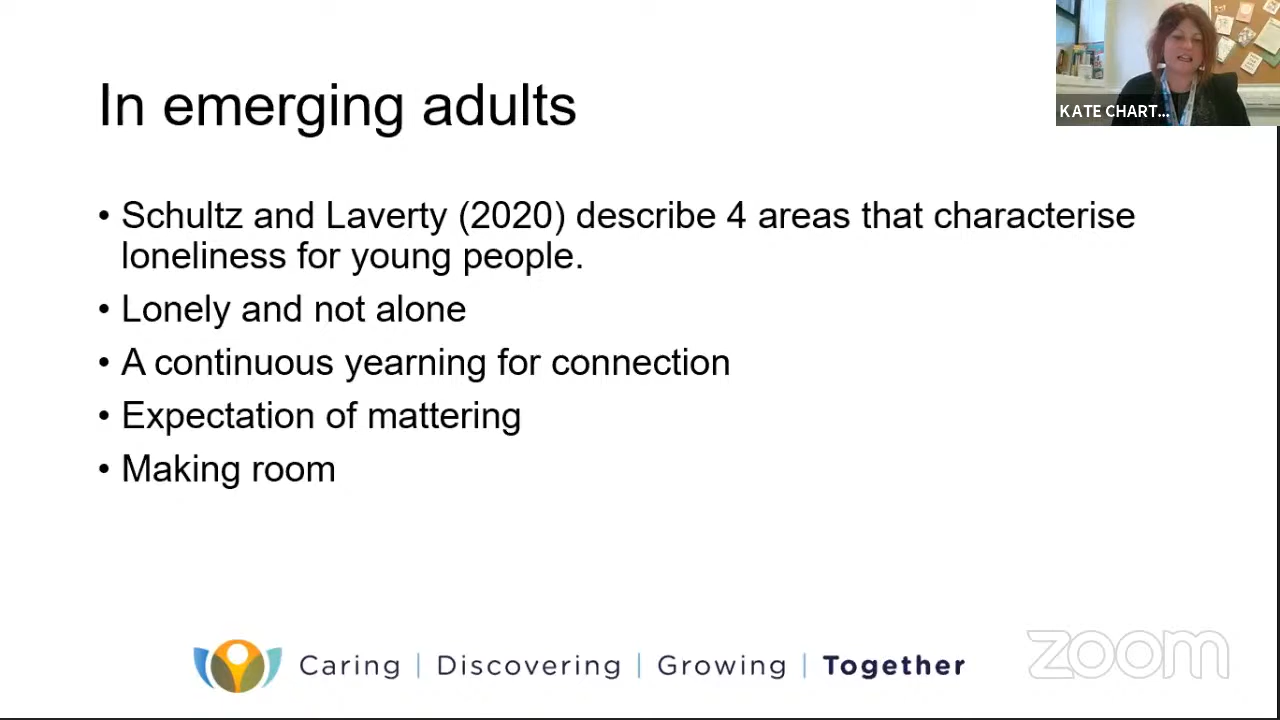 In emerging adults
KATE CHART...
• Schultz and Laverty (2020) describe 4 areas that characterise
loneliness for young people.
• Lonely and not alone
• A continuous yearning for connection
• Expectation of mattering
• Making room
Caring | Discovering | Growing | Together
zoom